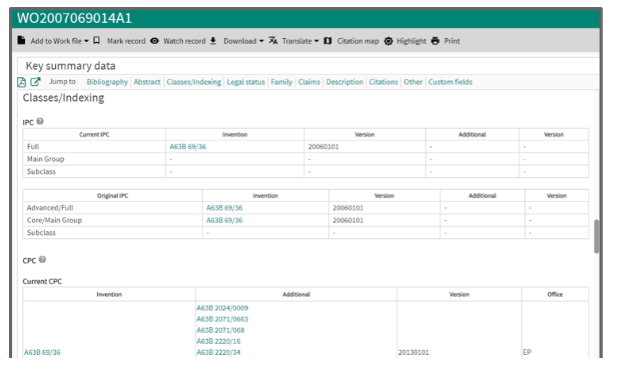 WO2007069014A1
Add to Work file Mark record Watch record Download Translate Citation map Highlight Print
Key summary data
Jump to Bibliography Abstract Classes/Indexing Legal status Family Claims Description Citations Other Custom fields
Classes/Indexing
IPC
Current IPC Invention Version Additional Version
Full A63B 69/36 20060101 - -
Main Group - - - -
Subclass - - - -
Original IPC Invention Version Additional Version
Advanced/Full A63B 69/36 20060101 - -
Core/Main Group A63B 69/36 20060101 - -
Subclass - - - -
CPC
Current CPC
Invention Additional Version Office
A63B 2024/0009
A63B 2071/0663
A63B 2071/068
A63B 2220/16
A63B 69/36 A63B 2220/34 20130101 EP